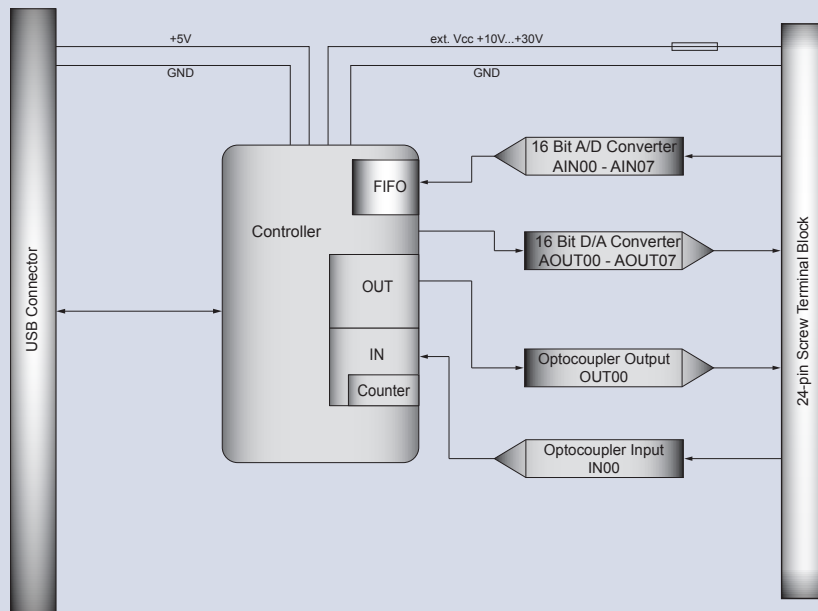 +5V
ext. Vcc +10V...+30V
GND
GND
16 Bit A/D Converter
AIN00 - AIN07
FIFO
Controller
16 Bit D/A Converter
AOUT00 - AOUT07
OUT
USB Connector
24-pin Screw Terminal Block
IN
Optocoupler Output
OUT00
Counter
Optocoupler Input
IN00